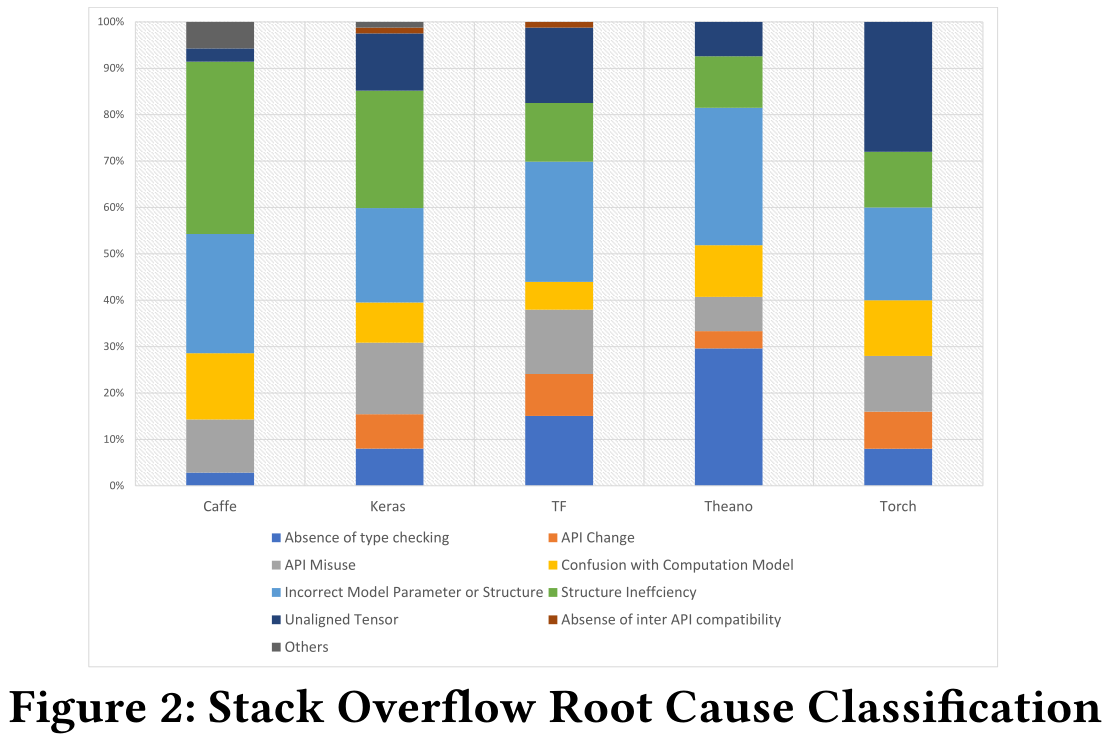 100%
90%
80%
70%
60%
50%
40%
30%
20%
10%
0%
Caffe Keras TF Theano Torch
Absence of type checking API Change
API Misuse Confusion with Computation Model
Incorrect Model Parameter or Structure Structure Ineffciency
Unaligned Tensor Absense of inter API compatibility
Others
Figure 2: Stack Overflow Root Cause Classification